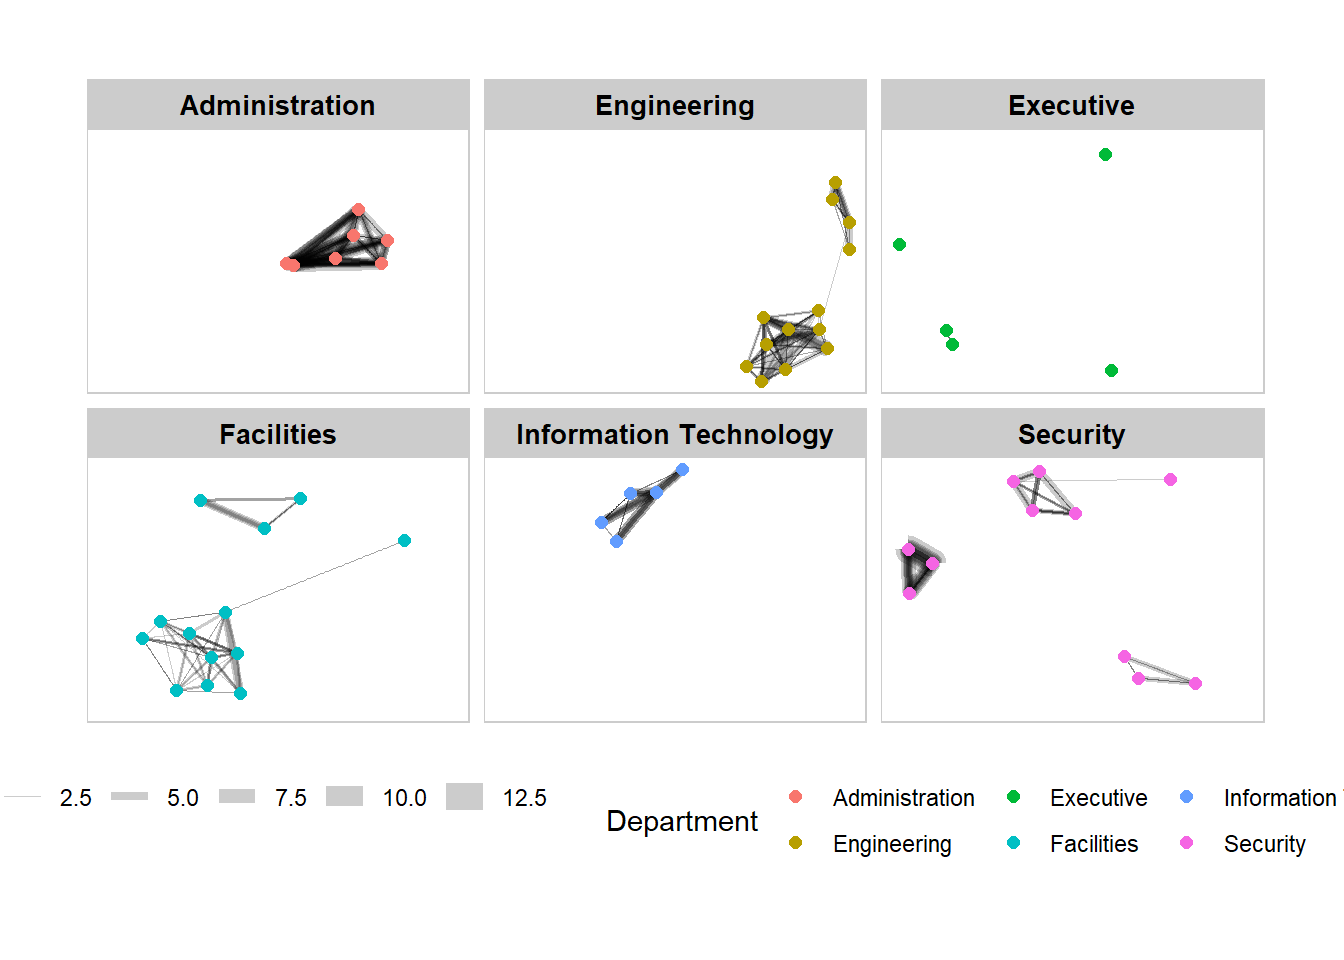 Administration
Engineering
Executive
Facilities
Information Technology
Security
2.5 5.0 7.5 10.0 12.5
Department
Administration Executive Information
Engineering Facilities Security